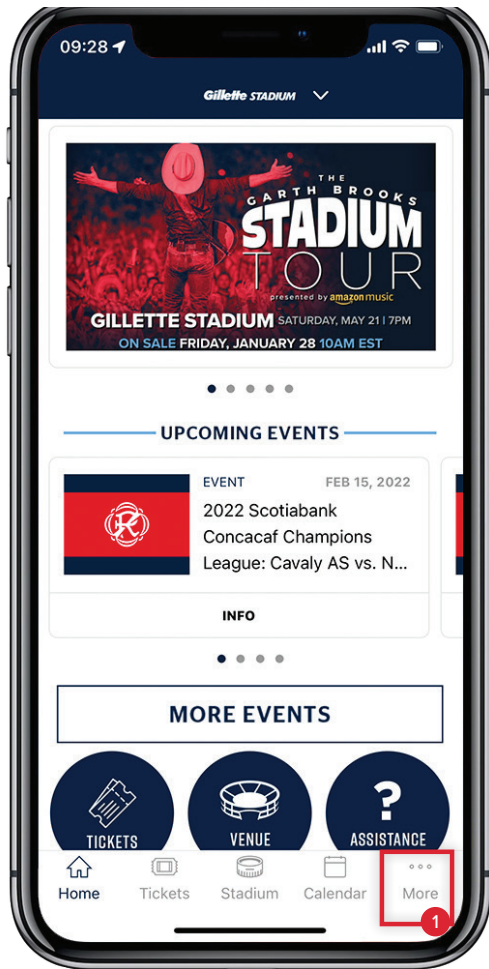 09:28
Gillette STADIUM
THE
GARTH BROOKS
STADIUM
TOUR
presented by amazon music
GILLETTE STADIUM SATURDAY, MAY 21 | 7PM
ON SALE FRIDAY, JANUARY 28 10AM EST
UPCOMING EVENTS
EVENT FEB 15, 2022
2022 Scotiabank
Concacaf Champions
League: Cavaly AS vs. N...
INFO
MORE EVENTS
TICKETS
VENUE
?
ASSISTANCE
Home Tickets Stadium Calendar More
1